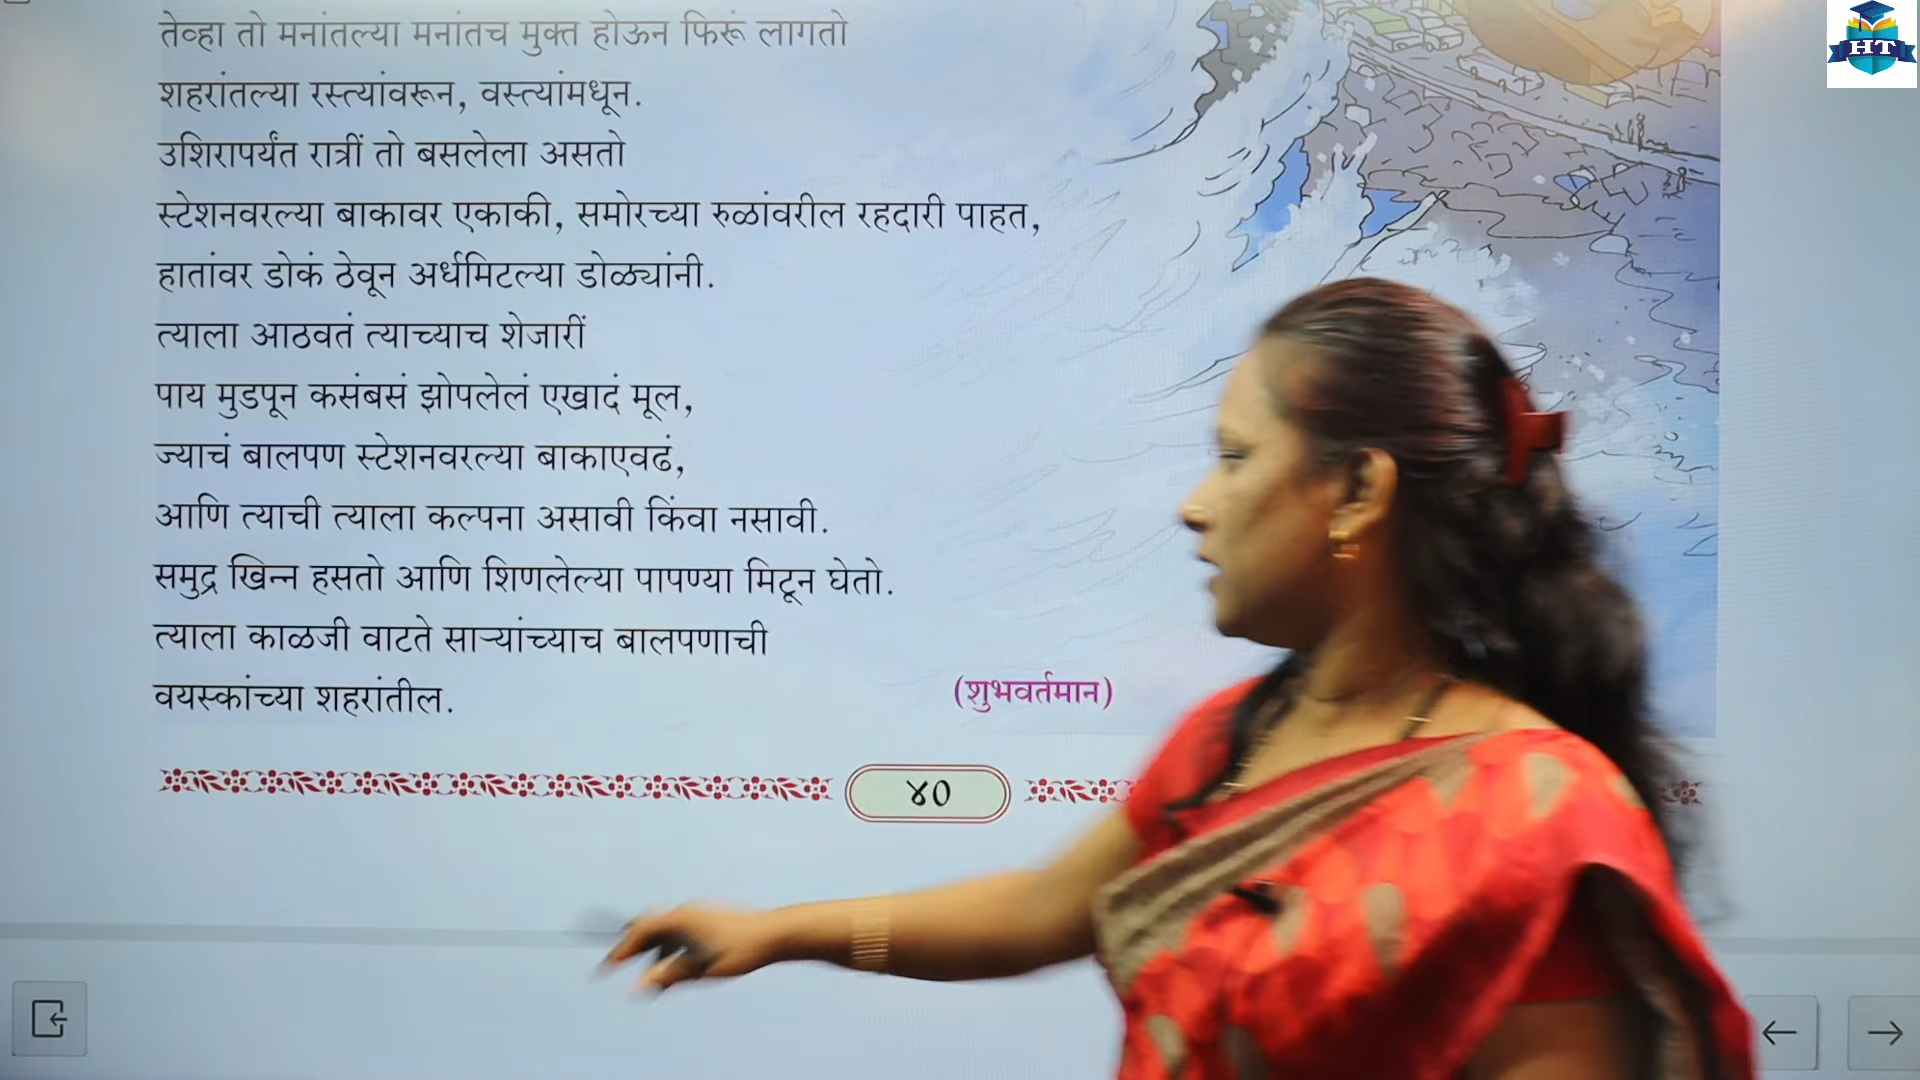 तेव्हा तो मनांतल्या मनांतच मुक्त होऊन फिरूं लागतो
शहरांतल्या रस्त्यांवरून, वस्त्यांमधून.
उशिरापर्यंत रात्रीं तो बसलेला असतो
स्टेशनवरल्या बाकावर एकाकी, समोरच्या रुळांवरील रहदारी पाहत,
हातांवर डोकं ठेवून अर्धमिटल्या डोळ्यांनी.
त्याला आठवतं त्याच्याच शेजारीं
पाय मुडपून कसंबसं झोपलेलं एखादं मूल,
ज्याचं बालपण स्टेशनवरल्या बाकाएवढं,
आणि त्याची त्याला कल्पना असावी किंवा नसावी.
समुद्र खिन्न हसतो आणि शिणलेल्या पापण्या मिटून घेतो.
त्याला काळजी वाटते साऱ्यांच्याच बालपणाची
वयस्कांच्या शहरांतील.
(शुभवर्तमान)
४०
HT